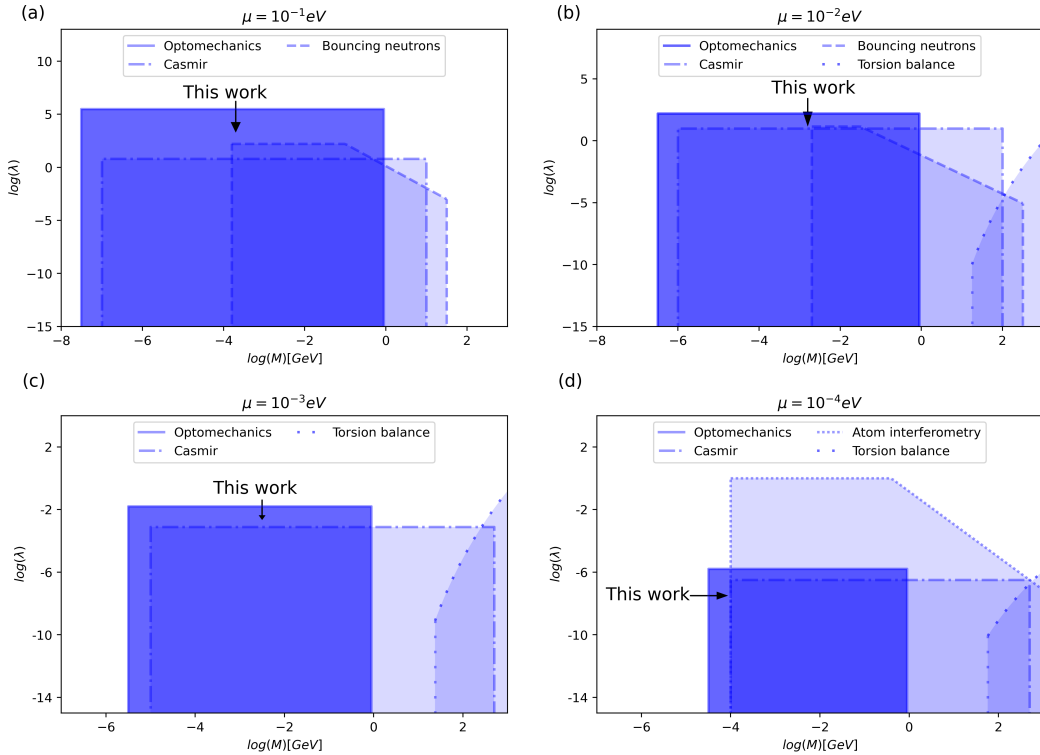 (a)
μ = 10⁻¹eV
Optomechanics
Casmir
Bouncing neutrons
This work
10
5
0
−5
−10
−15
log(λ)
−8
−6
−4
−2
0
2
log(M)[GeV]
(b)
μ = 10⁻²eV
Optomechanics
Casmir
Bouncing neutrons
Torsion balance
This work
5
0
−5
−10
−15
log(λ)
−8
−6
−4
−2
0
2
log(M)[GeV]
(c)
μ = 10⁻³eV
Optomechanics
Casmir
Torsion balance
This work
2
-2
-6
-10
-14
log(λ)
−6
−4
−2
0
2
log(M)[GeV]
(d)
μ = 10⁻⁴eV
Optomechanics
Casmir
Atom interferometry
Torsion balance
This work
2
-2
-6
-10
-14
log(λ)
−6
−4
−2
0
2
log(M)[GeV]